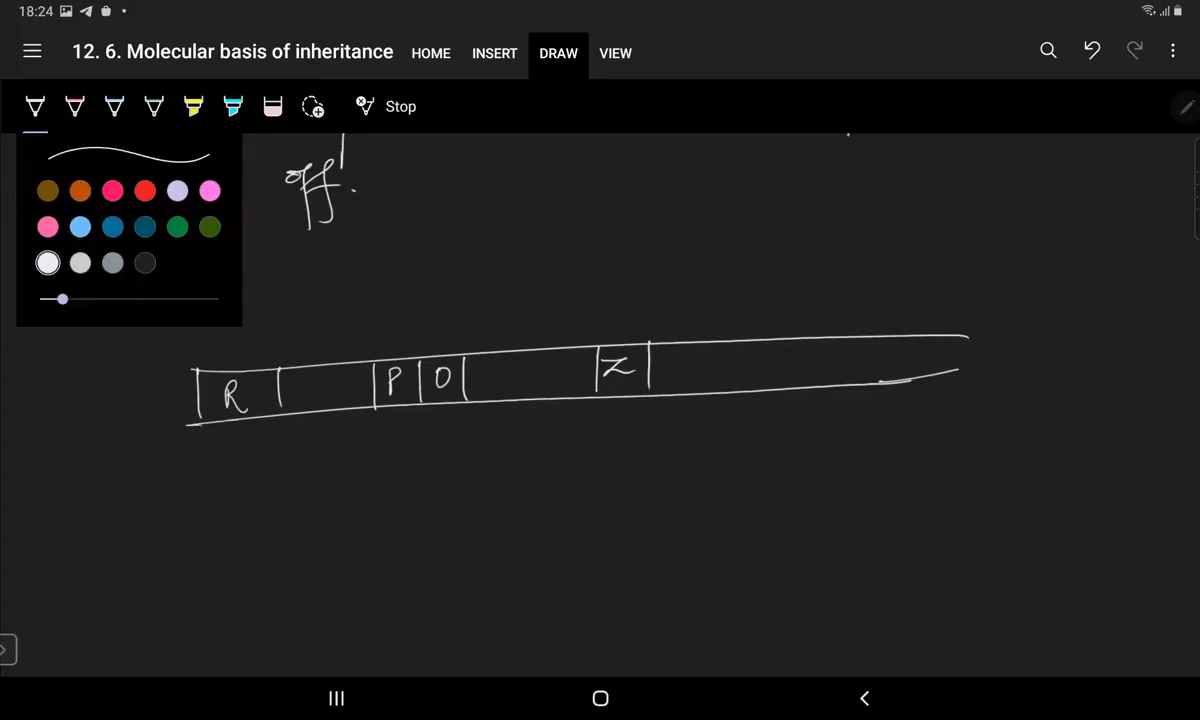 18:24
12. 6. Molecular basis of inheritance HOME INSERT DRAW VIEW
Stop
off.
R P O Z